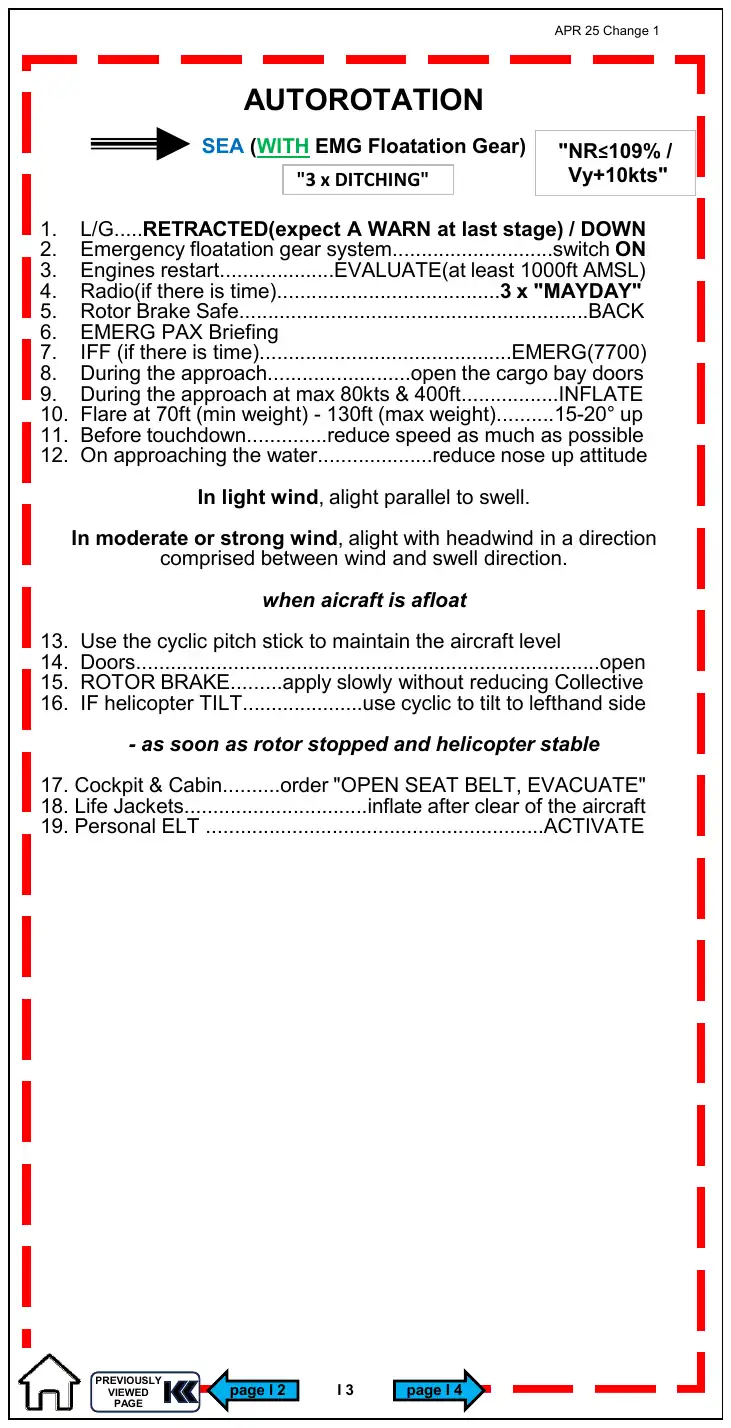 APR 25 Change 1
AUTOROTATION
SEA (WITH EMG Floatation Gear)
"NR≤109% /
Vy+10kts"
"3 x DITCHING"
1. L/G.....RETRACTED(expect A WARN at last stage) / DOWN
2. Emergency floatation gear system............................switch ON
3. Engines restart....................EVALUATE(at least 1000ft AMSL)
4. Radio(if there is time).......................................3 x "MAYDAY"
5. Rotor Brake Safe.............................................................BACK
6. EMERG PAX Briefing
7. IFF (if there is time)............................................EMERG(7700)
8. During the approach.........................open the cargo bay doors
9. During the approach at max 80kts & 400ft.................INFLATE
10. Flare at 70ft (min weight) - 130ft (max weight)..........15-20° up
11. Before touchdown..............reduce speed as much as possible
12. On approaching the water....................reduce nose up attitude
In light wind, alight parallel to swell.
In moderate or strong wind, alight with headwind in a direction
comprised between wind and swell direction.
when aicraft is afloat
13. Use the cyclic pitch stick to maintain the aircraft level
14. Doors.................................................................................open
15. ROTOR BRAKE.........apply slowly without reducing Collective
16. IF helicopter TILT.....................use cyclic to tilt to lefthand side
- as soon as rotor stopped and helicopter stable
17. Cockpit & Cabin..........order "OPEN SEAT BELT, EVACUATE"
18. Life Jackets................................inflate after clear of the aircraft
19. Personal ELT ...........................................................ACTIVATE
PREVIOUSLY
VIEWED
PAGE
page I 2
I 3
page I 4